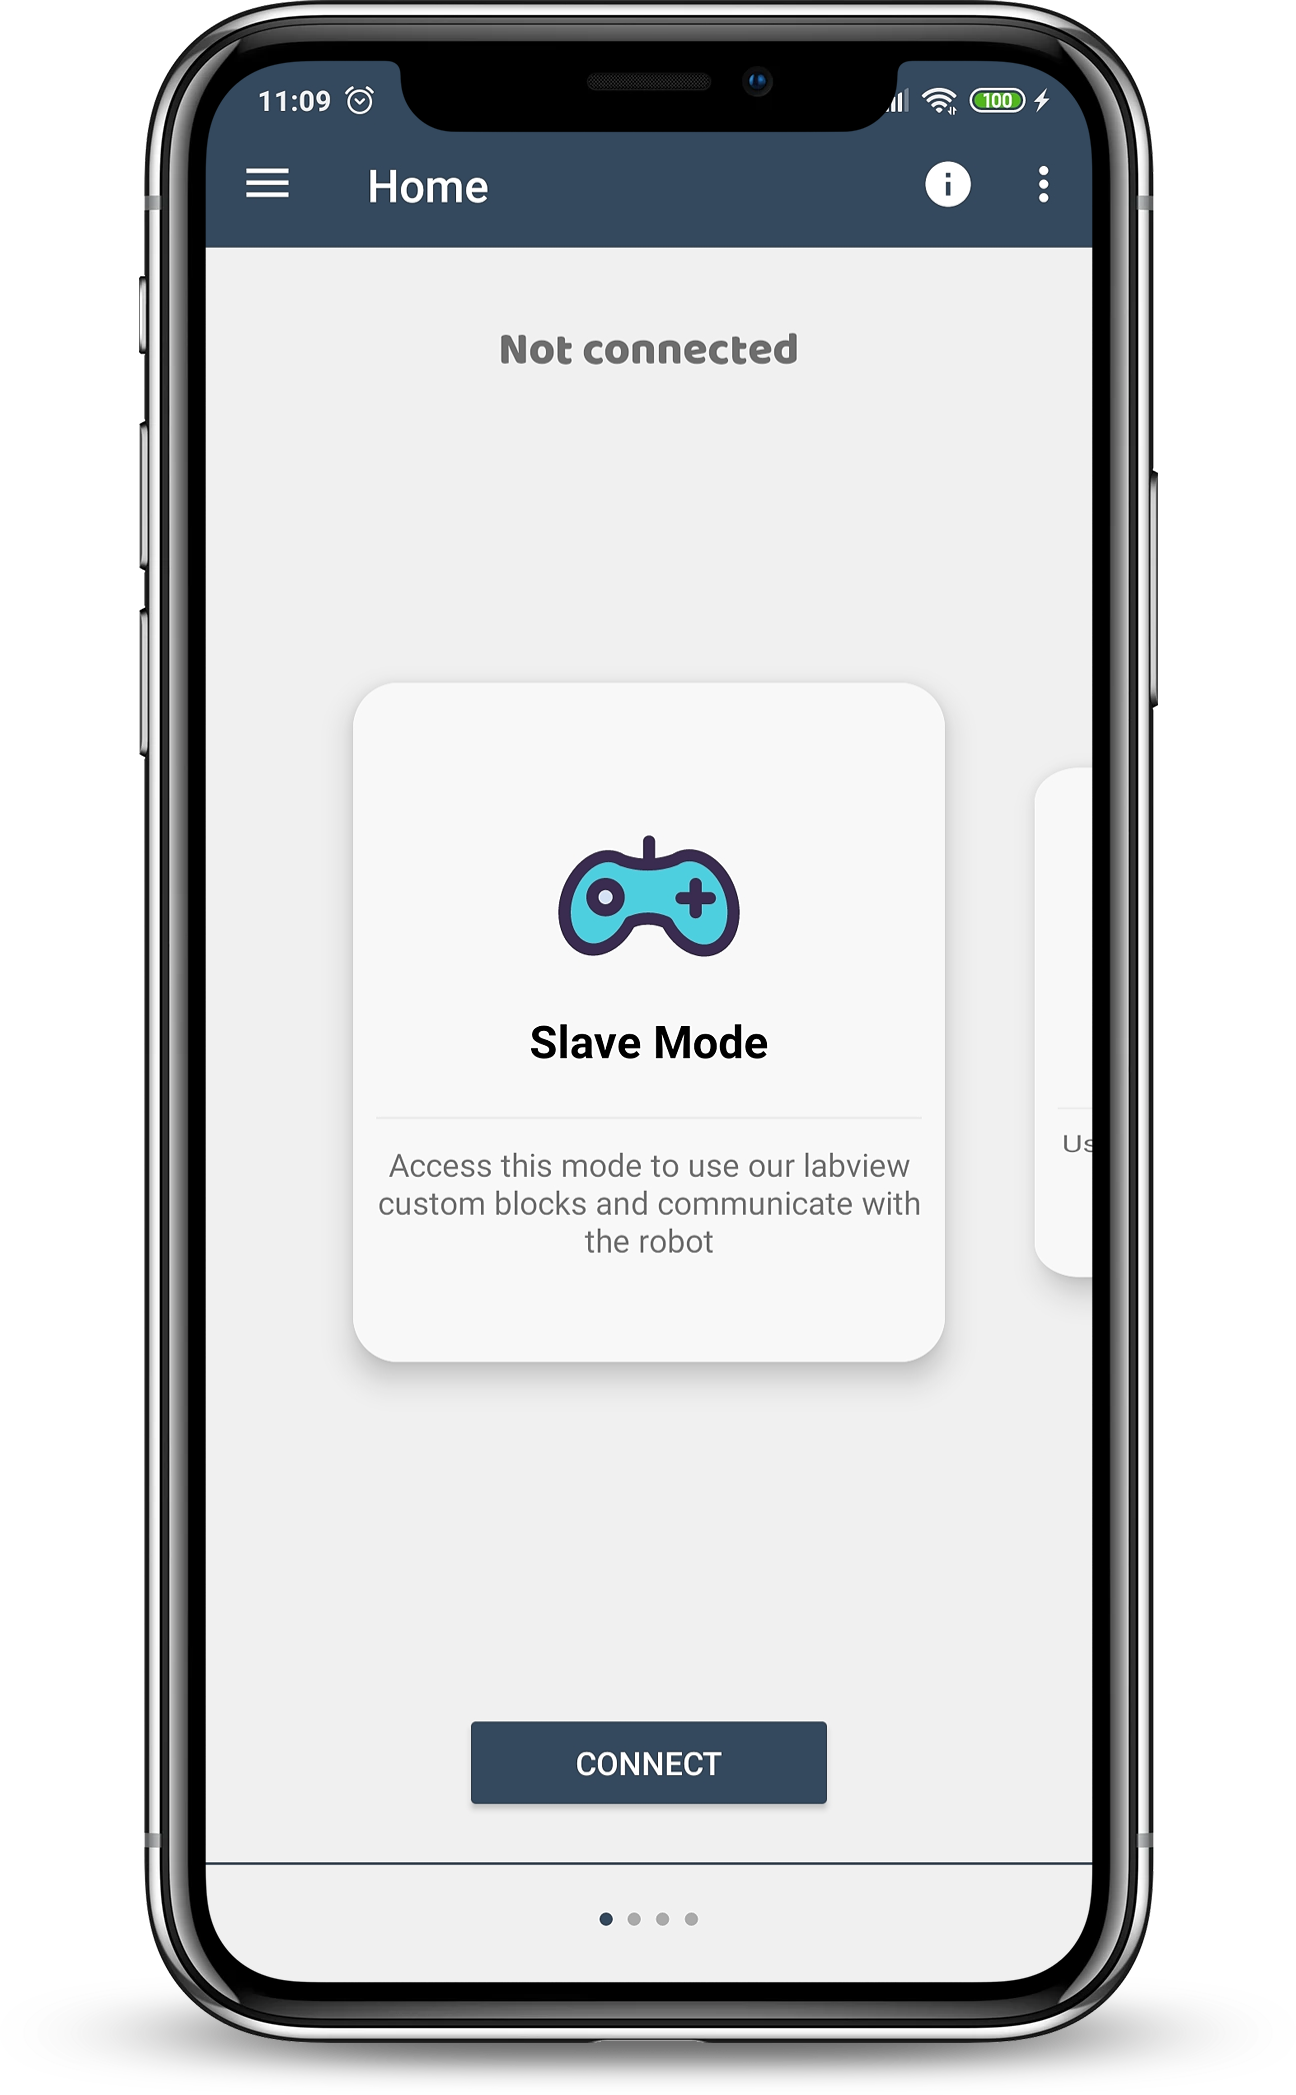 11:09
100
Home
Not connected
Slave Mode
Access this mode to use our labview
custom blocks and communicate with
the robot
Us
CONNECT